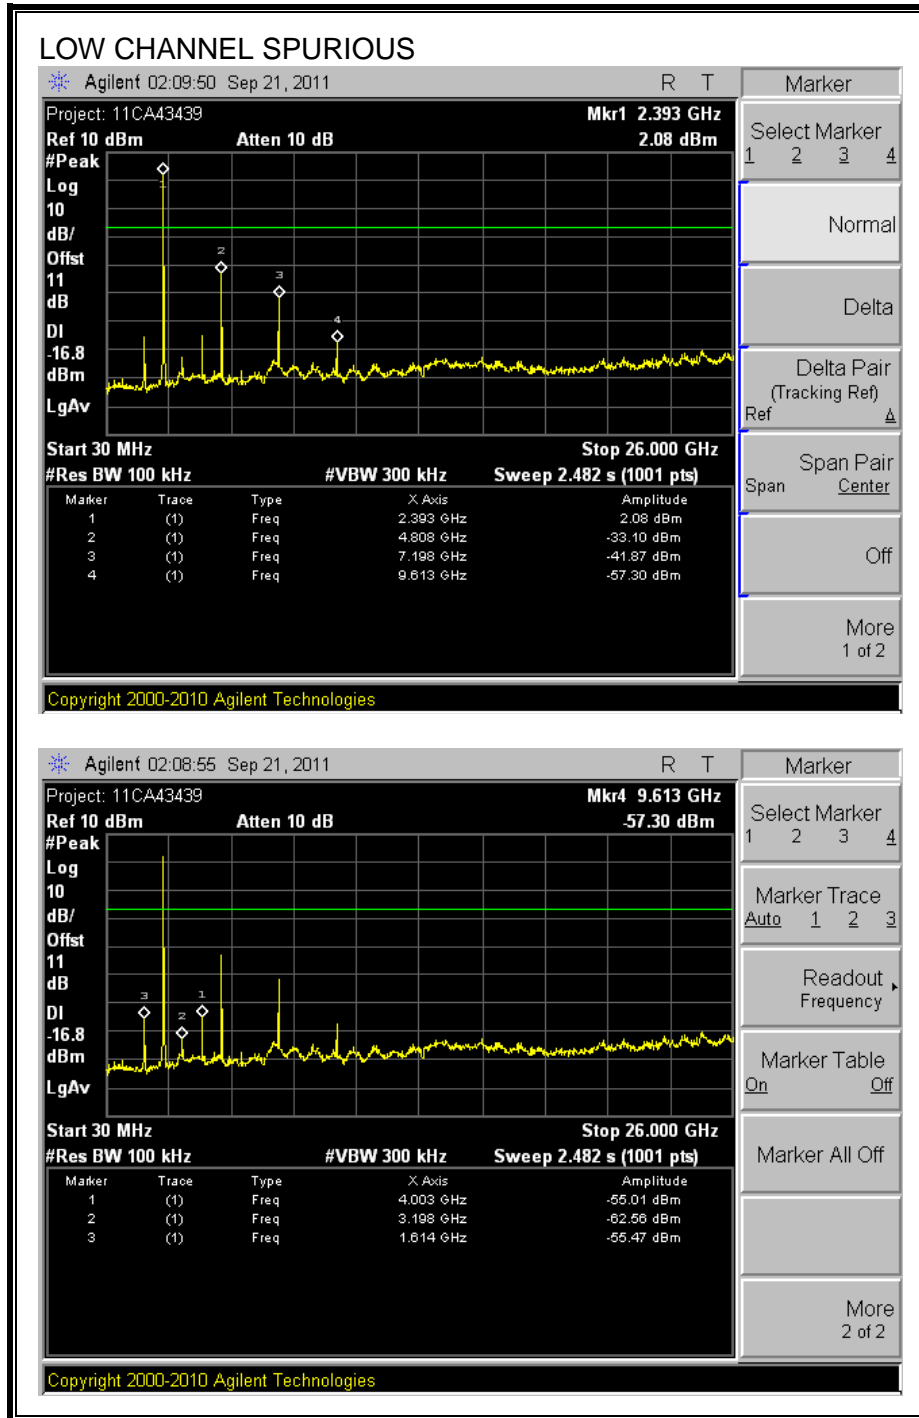 LOW CHANNEL SPURIOUS
Agilent 02:09:50 Sep 21, 2011 R T
Project: 11CA43439 Mkr1 2.393 GHz
Ref 10 dBm Atten 10 dB 2.08 dBm
#Peak
Log
10
dB/
Offst
11
dB
DI
-16.8
dBm
LgAv
1
2
3
4
Start 30 MHz Stop 26.000 GHz
#Res BW 100 kHz #VBW 300 kHz Sweep 2.482 s (1001 pts)
Marker Trace Type X Axis Amplitude
1 (1) Freq 2.393 GHz 2.08 dBm
2 (1) Freq 4.808 GHz -33.10 dBm
3 (1) Freq 7.198 GHz -41.87 dBm
4 (1) Freq 9.613 GHz -57.30 dBm
Copyright 2000-2010 Agilent Technologies
Marker
Select Marker
1 2 3 4
Normal
Delta
Delta Pair
(Tracking Ref)
Ref Δ
Span Pair
Span Center
Off
More
1 of 2
Agilent 02:08:55 Sep 21, 2011 R T
Project: 11CA43439 Mkr4 9.613 GHz
Ref 10 dBm Atten 10 dB -57.30 dBm
#Peak
Log
10
dB/
Offst
11
dB
DI
-16.8
dBm
LgAv
3
2
1
Start 30 MHz Stop 26.000 GHz
#Res BW 100 kHz #VBW 300 kHz Sweep 2.482 s (1001 pts)
Marker Trace Type X Axis Amplitude
1 (1) Freq 4.003 GHz -55.01 dBm
2 (1) Freq 3.198 GHz -62.56 dBm
3 (1) Freq 1.614 GHz -55.47 dBm
Copyright 2000-2010 Agilent Technologies
Marker
Select Marker
1 2 3 4
Marker Trace
Auto 1 2 3
Readout
Frequency
Marker Table
On Off
Marker All Off
More
2 of 2